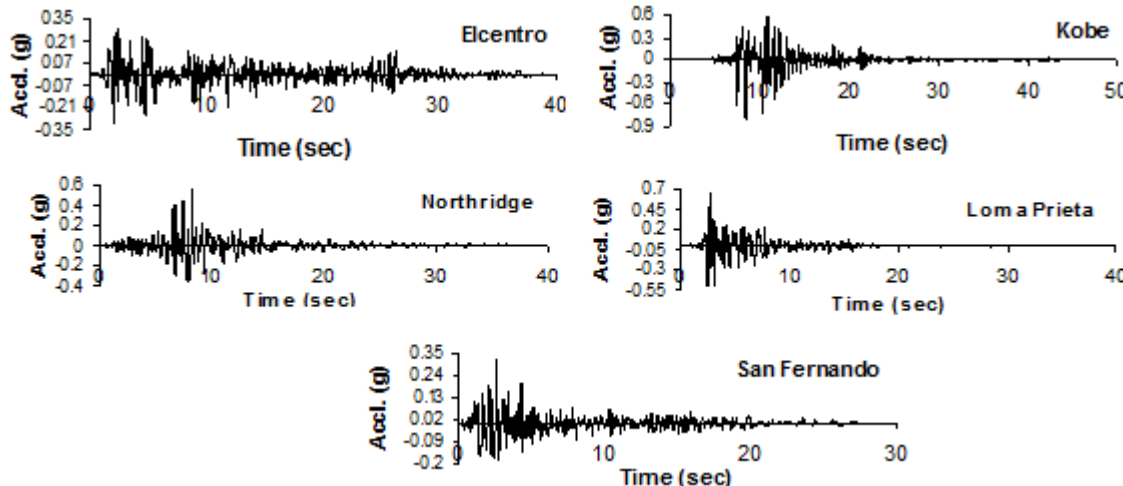 Elcentro
Accl. (g)
0.35
0.21
0.07
-0.07
-0.21
-0.35
0 10 20 30 40
Time (sec)
Kobe
Accl. (g)
0.6
0.3
0
-0.3
-0.6
-0.9
0 10 20 30 40 50
Time (sec)
Northridge
Accl. (g)
0.6
0.4
0.2
0
-0.2
-0.4
0 10 20 30 40
Time (sec)
Loma Prieta
Accl. (g)
0.7
0.45
0.2
-0.05
-0.3
-0.55
0 10 20 30 40
Time (sec)
San Fernando
Accl. (g)
0.35
0.24
0.13
0.02
-0.09
-0.2
0 10 20 30
Time (sec)